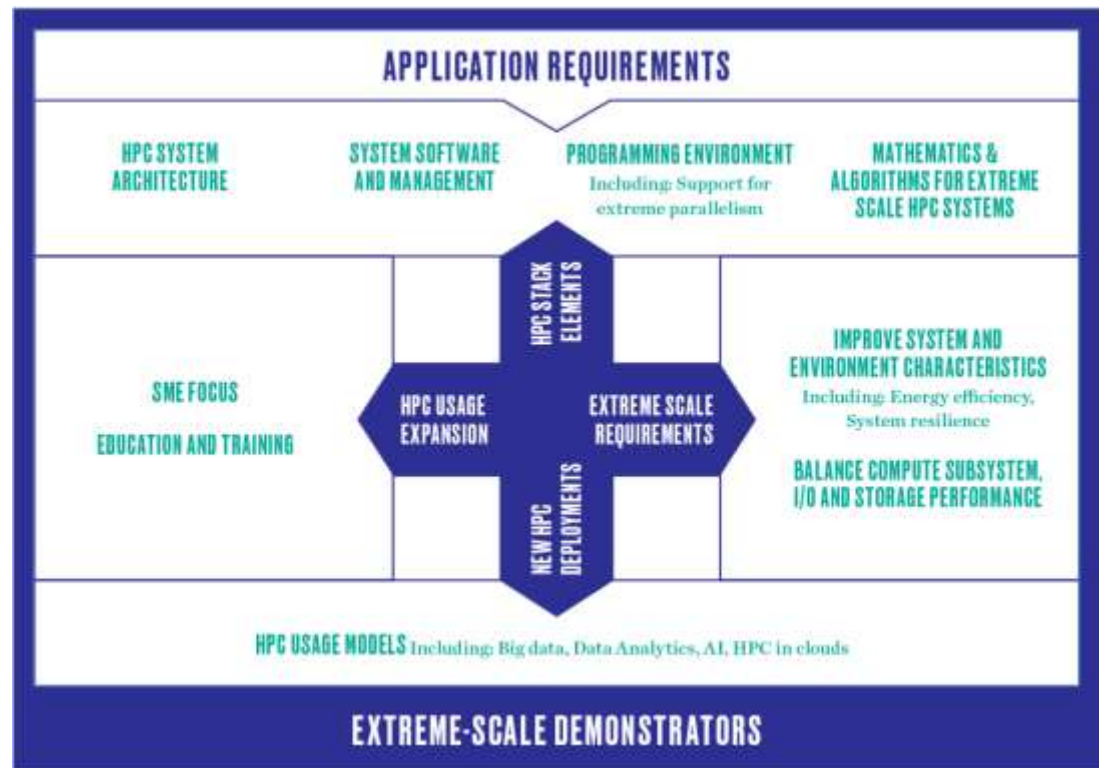 APPLICATION REQUIREMENTS
HPC SYSTEM
ARCHITECTURE
SYSTEM SOFTWARE
AND MANAGEMENT
PROGRAMMING ENVIRONMENT
Including: Support for
extreme parallelism
MATHEMATICS &
ALGORITHMS FOR EXTREME
SCALE HPC SYSTEMS
HPC STACK
ELEMENTS
SME FOCUS
EDUCATION AND TRAINING
HPC USAGE
EXPANSION
EXTREME SCALE
REQUIREMENTS
IMPROVE SYSTEM AND
ENVIRONMENT CHARACTERISTICS
Including: Energy efficiency,
System resilience
BALANCE COMPUTE SUBSYSTEM,
I/O AND STORAGE PERFORMANCE
NEW HPC
DEPLOYMENTS
HPC USAGE MODELS Including: Big data, Data Analytics, AI, HPC in clouds
EXTREME-SCALE DEMONSTRATORS